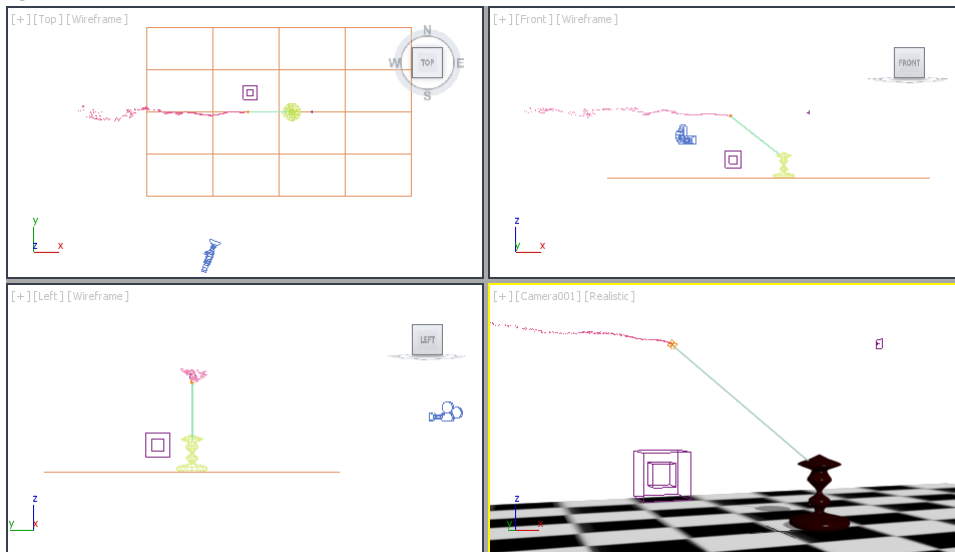 [+] [Top] [Wireframe]
N
W
TOP
E
S
y
z
x
[+] [Front] [Wireframe]
FRONT
z
y
x
[+] [Left] [Wireframe]
LEFT
z
y
x
[+] [Camera001] [Realistic]
z
y
x